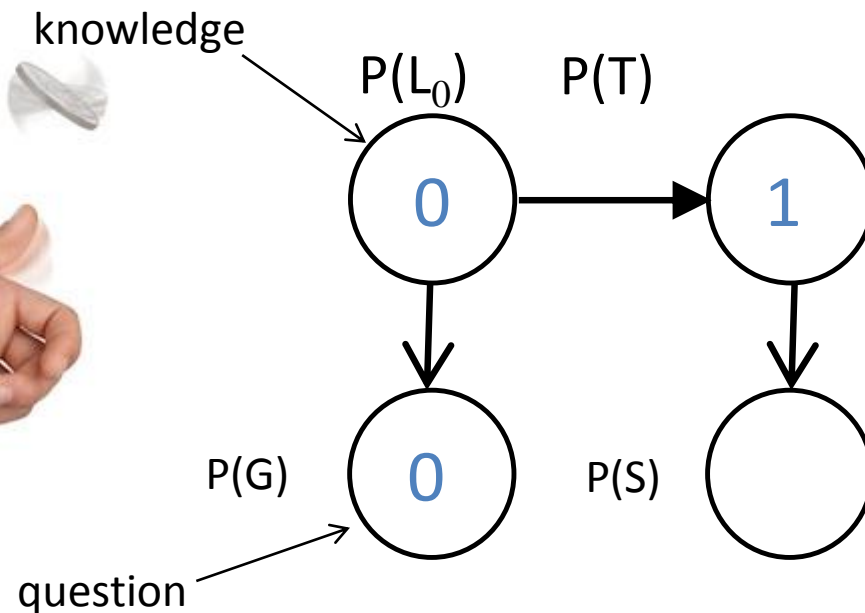 knowledge
P(L₀) P(T)
0 1
P(G) 0 P(S)
question